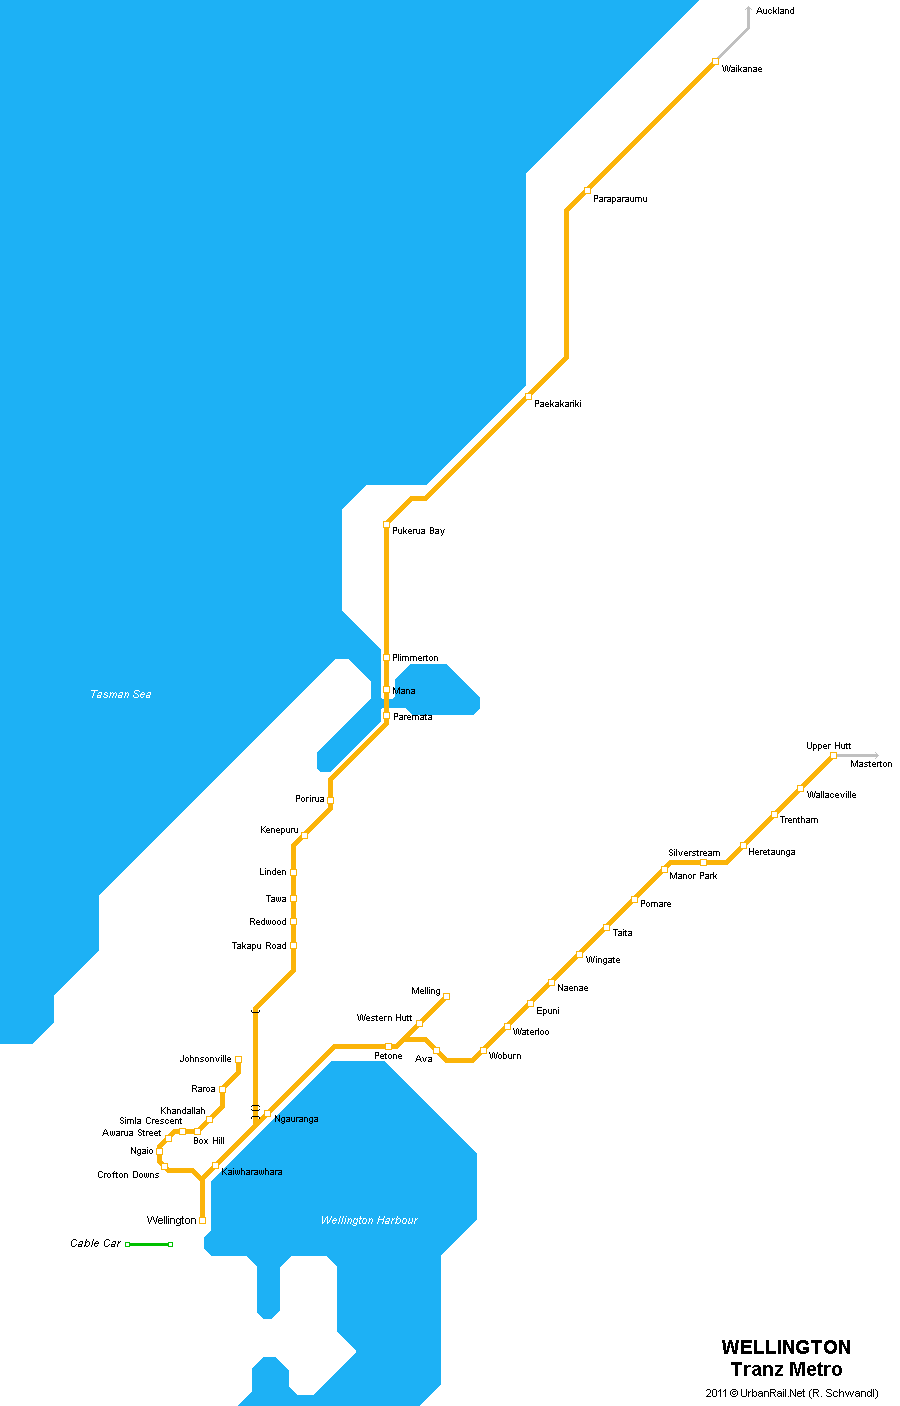 Auckland
Waikanae
Paraparaumu
Paekakariki
Pukerua Bay
Plimmerton
Tasman Sea
Mana
Paremata
Upper Hutt
Masterton
Wallaceville
Porirua
Trentham
Kenepuru
Silverstream
Heretaunga
Linden
Manor Park
Tawa
Pomare
Redwood
Taita
Takapu Road
Wingate
Naenae
Melling
Epuni
Western Hutt
Waterloo
Johnsonville
Petone
Ava
Woburn
Raroa
Khandallah
Simla Crescent
Ngauranga
Awarua Street
Box Hill
Ngaio
Crofton Downs
Kaiwharawhara
Wellington
Wellington Harbour
Cable Car
WELLINGTON
Tranz Metro
2011 © UrbanRail.Net (R. Schwandl)